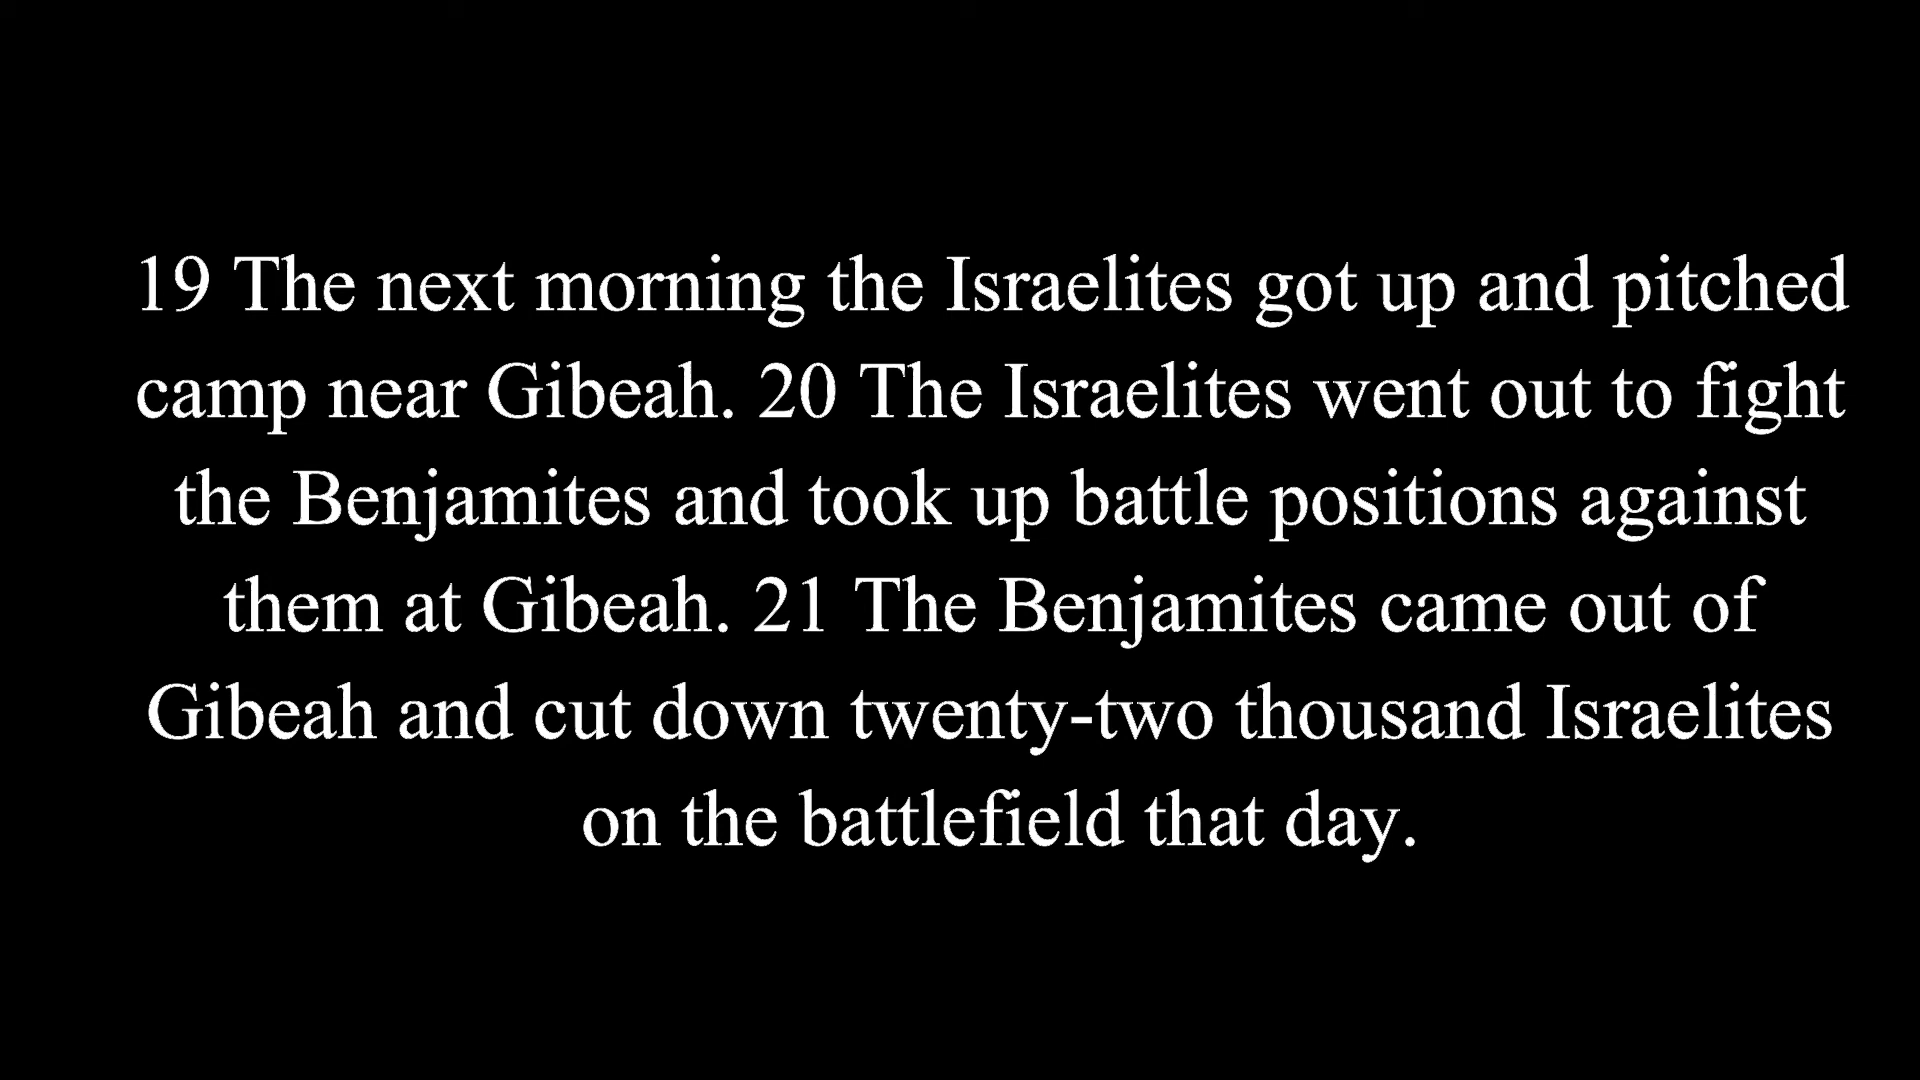 19 The next morning the Israelites got up and pitched
camp near Gibeah. 20 The Israelites went out to fight
the Benjamites and took up battle positions against
them at Gibeah. 21 The Benjamites came out of
Gibeah and cut down twenty-two thousand Israelites
on the battlefield that day.